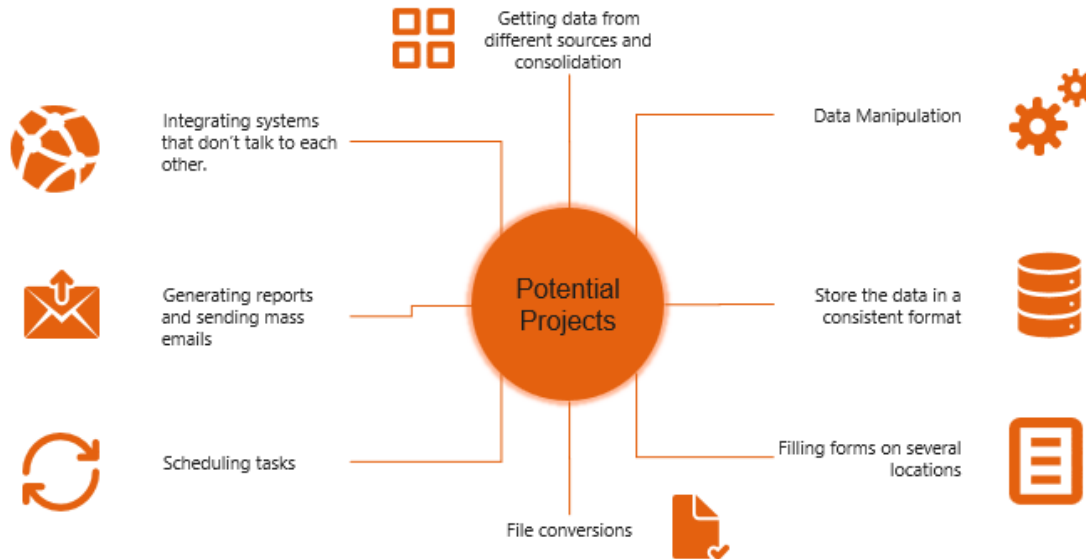 Getting data from
different sources and
consolidation
Integrating systems
that don't talk to each
other.
Data Manipulation
Potential
Projects
Generating reports
and sending mass
emails
Store the data in a
consistent format
Scheduling tasks
Filling forms on several
locations
File conversions